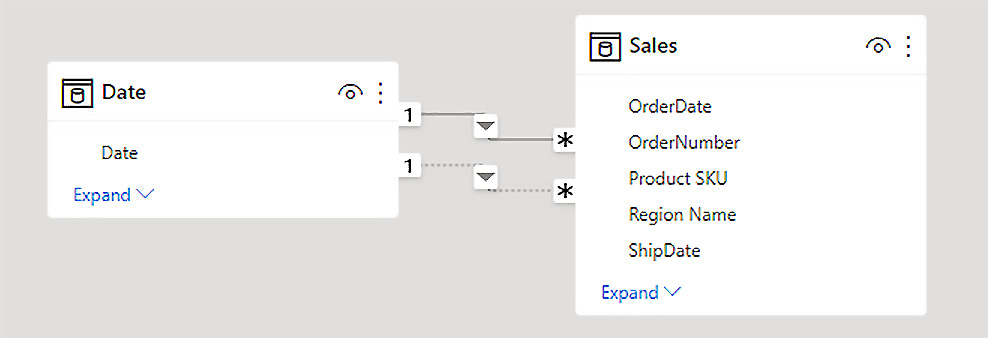 Date
Date
Expand
1
*
1
*
Sales
OrderDate
OrderNumber
Product SKU
Region Name
ShipDate
Expand